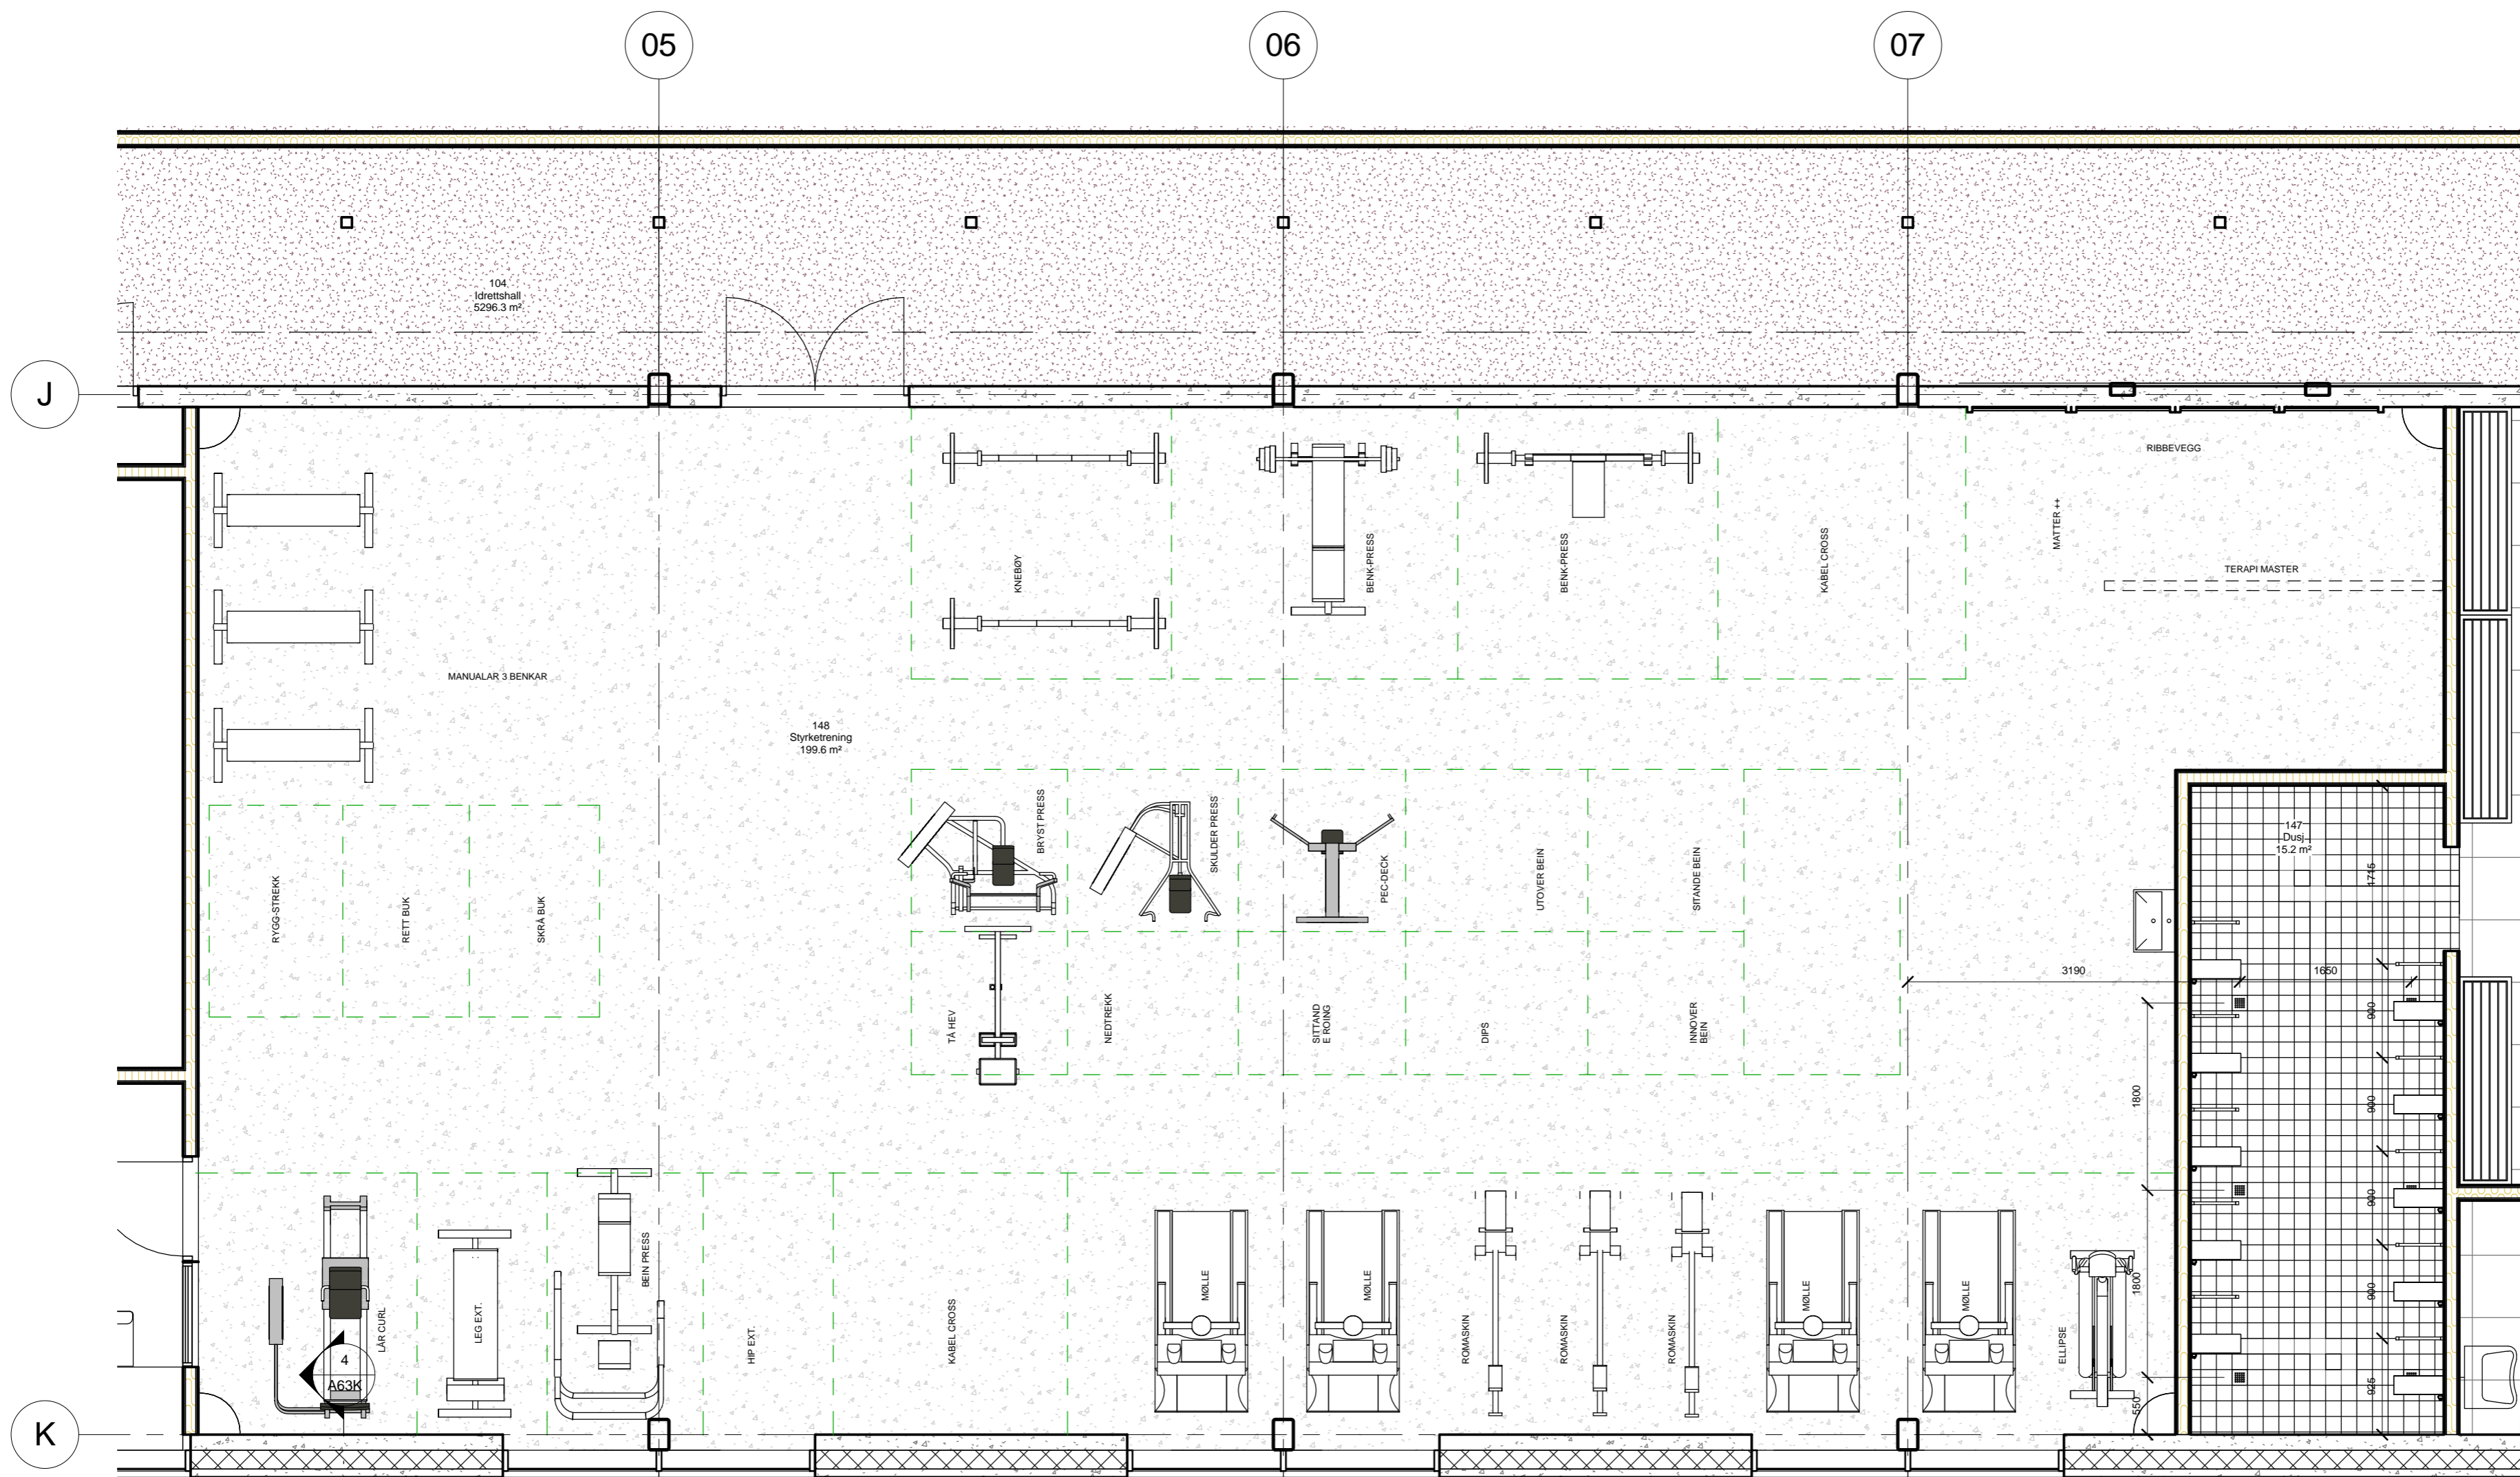 05
06
07
104
Idrettshall
5296.3 m²
J
RIBBEVEGG
MATTER ++
KNEBØY
BENK-PRESS
BENK-PRESS
KABEL CROSS
TERAPI MASTER
MANUALAR 3 BENKAR
148
Styrketrening
199.6 m²
BRYST PRESS
SKULDER PRESS
PEC-DECK
UTOVER BEIN
SITANDE BEIN
147
Dusj
15.2 m²
1715
RYGG-STREKK
RETT BUK
SKRÅ BUK
3190
1650
TÅ HEV
NEDTREKK
SITTAND
E ROING
DIPS
INNOVER
BEIN
900
1800
900
900
BEIN PRESS
1800
900
LÅR CURL
LEG EXT.
HIP EXT.
KABEL CROSS
MØLLE
MØLLE
ROMASKIN
ROMASKIN
ROMASKIN
MØLLE
MØLLE
ELLIPSE
4
A63K
925
550
K